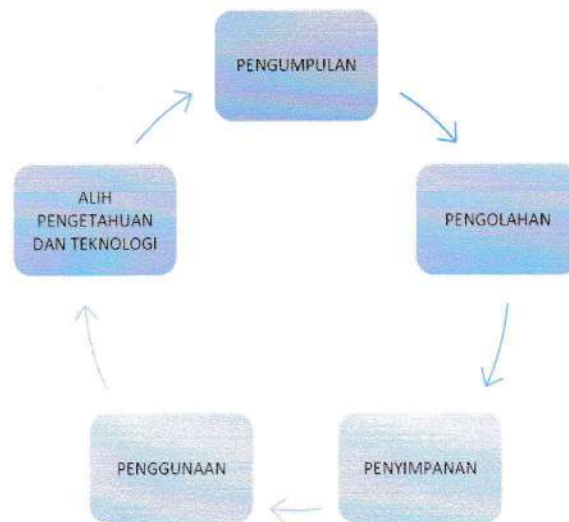 PENGUMPULAN
PENGOLAHAN
PENYIMPANAN
PENGGUNAAN
ALIH
PENGETAHUAN
DAN TEKNOLOGI